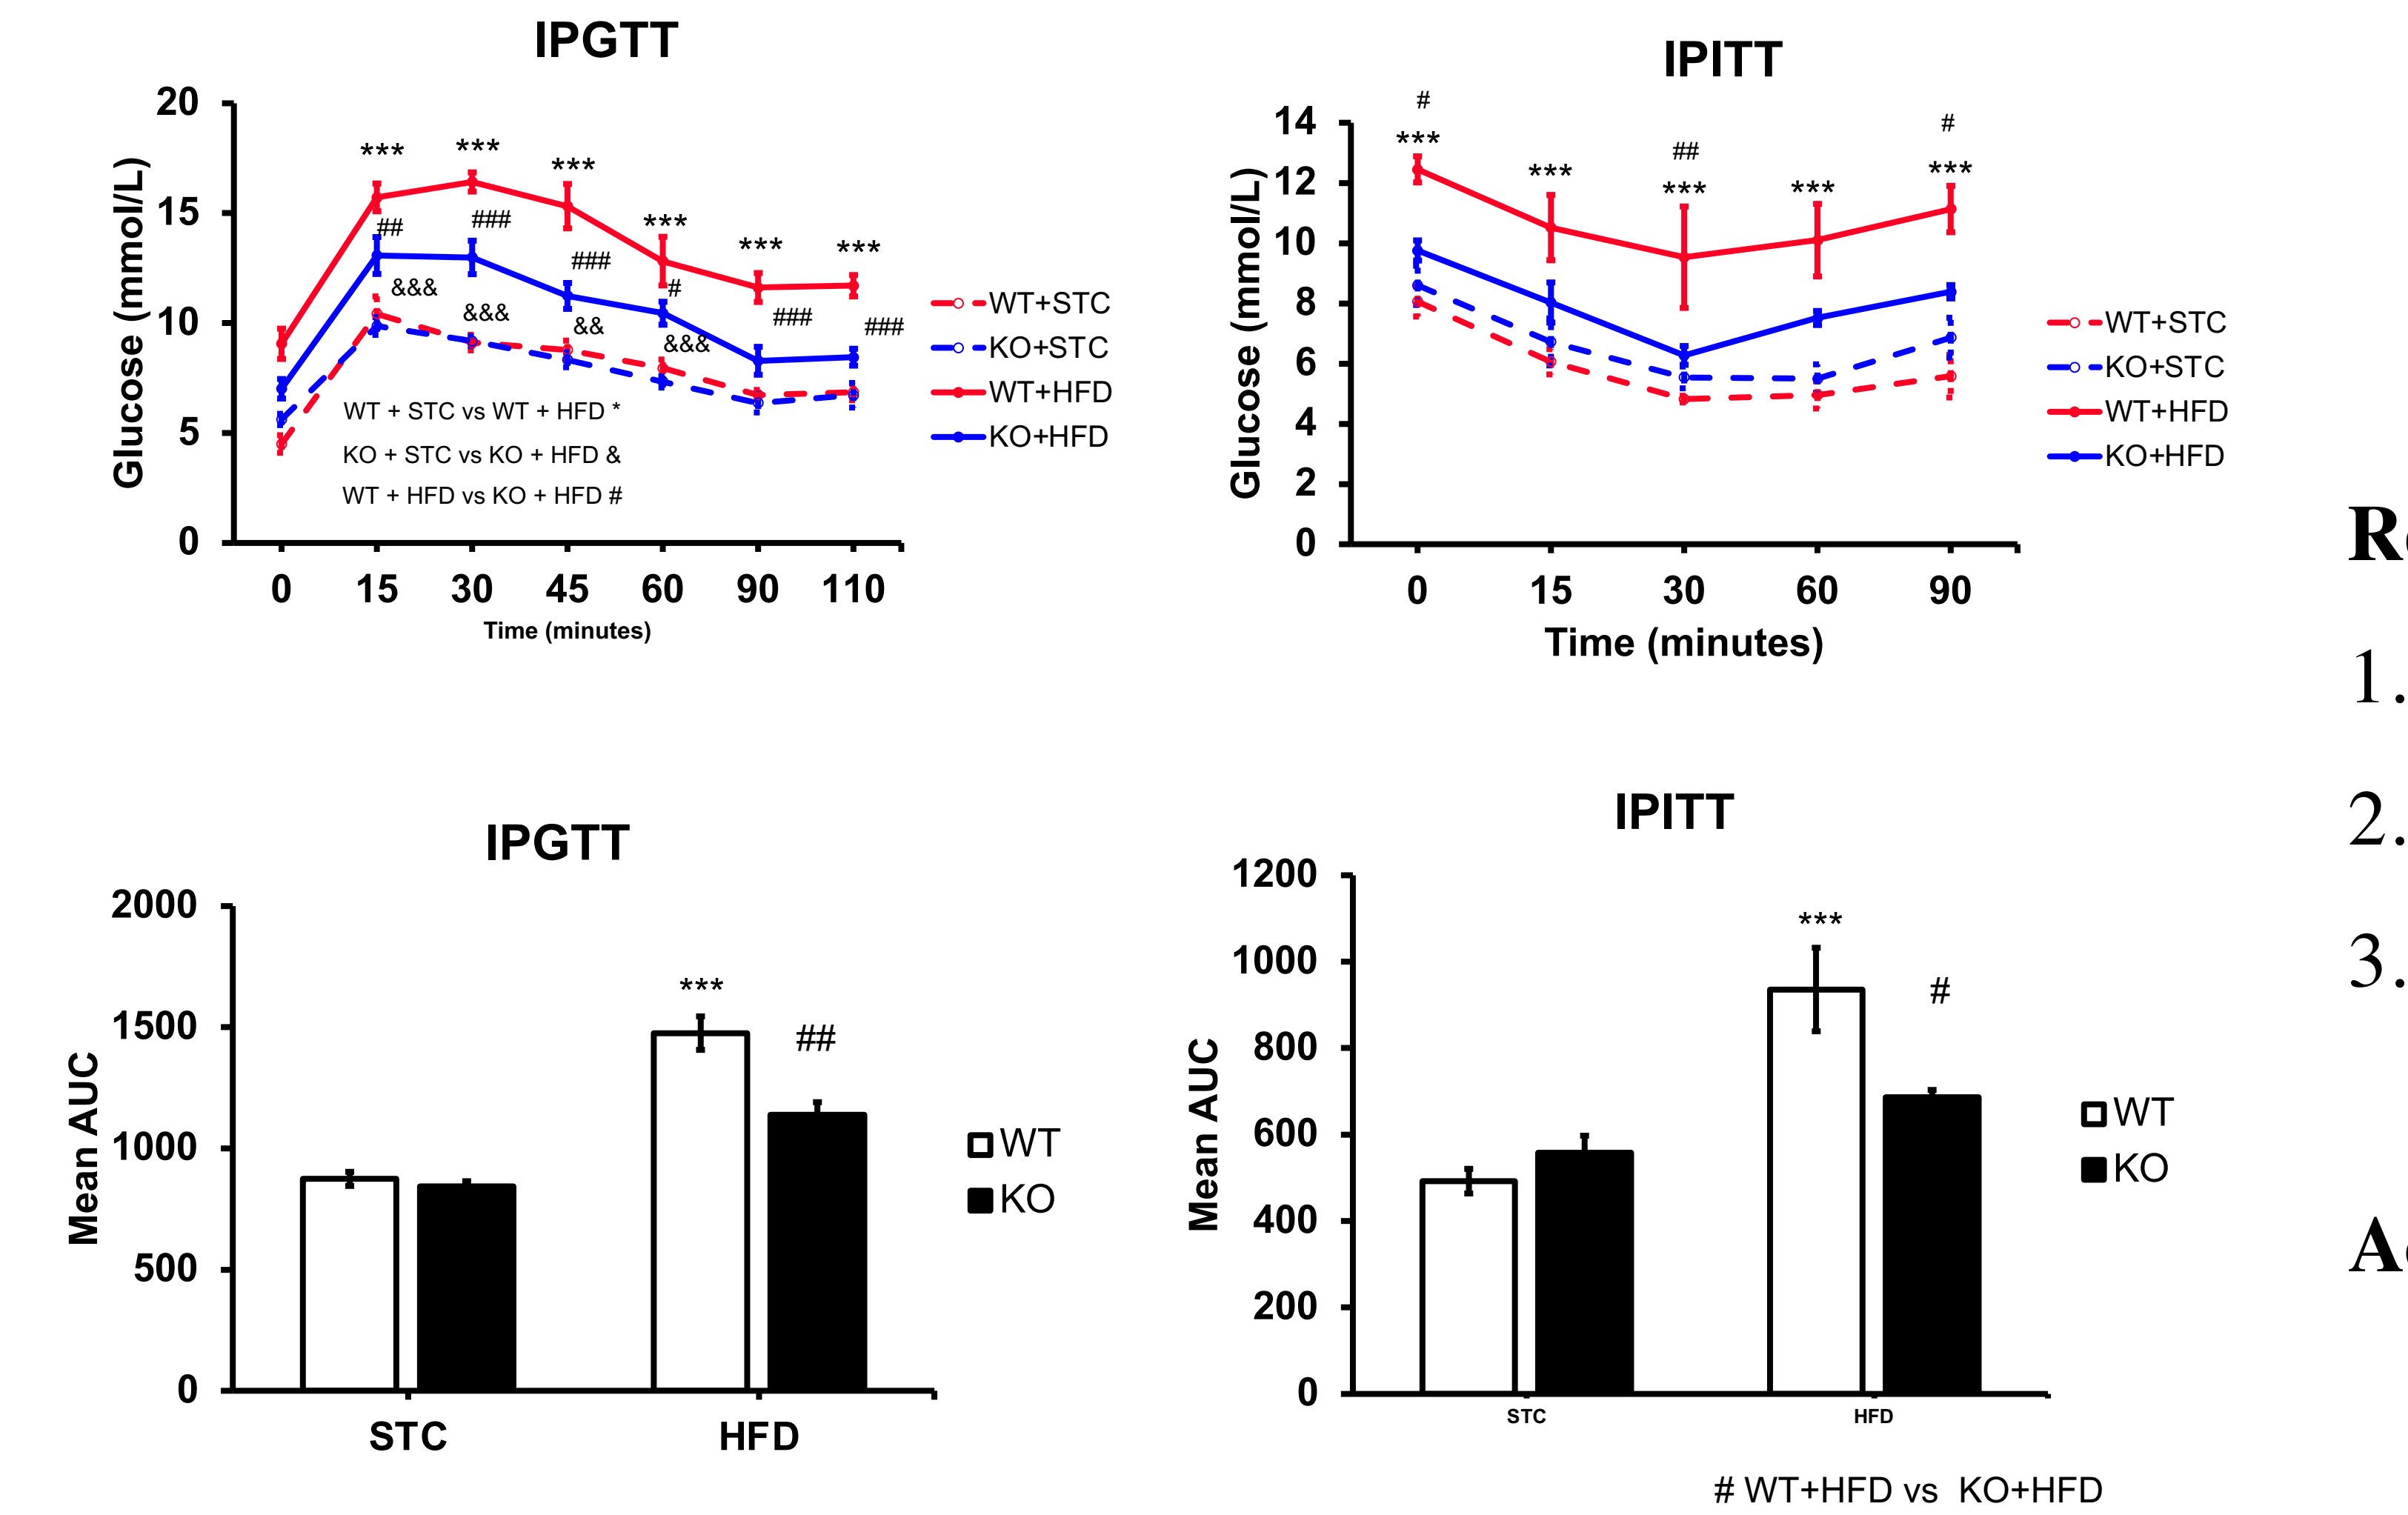 IPGTT
20
15
10
5
0
Glucose (mmol/L)
***
***
***
***
***
***
##
###
###
#
###
###
&&&
&&&
&&
&&&
WT + STC vs WT + HFD *
KO + STC vs KO + HFD &
WT + HFD vs KO + HFD #
0 15 30 45 60 90 110
Time (minutes)
WT+STC
KO+STC
WT+HFD
KO+HFD
IPITT
14
12
10
8
6
4
2
0
Glucose (mmol/L)
#
***
***
##
***
***
#
***
0 15 30 60 90
Time (minutes)
WT+STC
KO+STC
WT+HFD
KO+HFD
IPGTT
2000
1500
1000
500
0
Mean AUC
***
##
STC HFD
WT
KO
IPITT
1200
1000
800
600
400
200
0
Mean AUC
***
#
STC HFD
WT
KO
# WT+HFD vs KO+HFD
1.
2.
3.